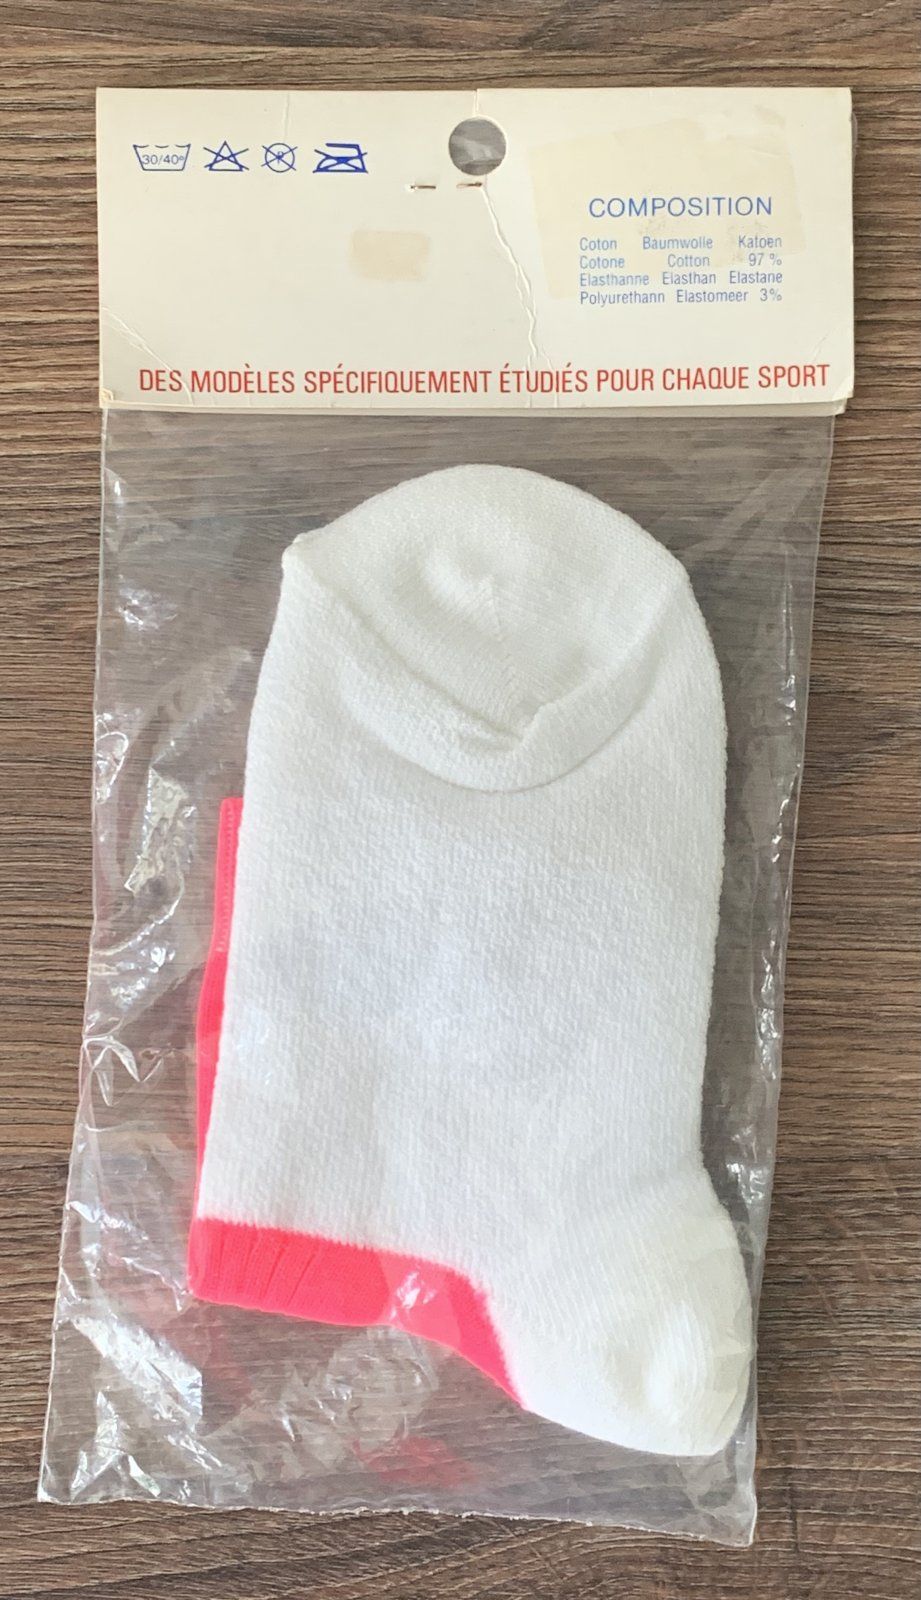 30/40°
P
COMPOSITION
Coton Baumwolle Katoen
Cotone Cotton 97 %
Elasthanne Elasthan Elastane
Polyurethann Elastomeer 3%
DES MODÈLES SPÉCIFIQUEMENT ÉTUDIÉS POUR CHAQUE SPORT